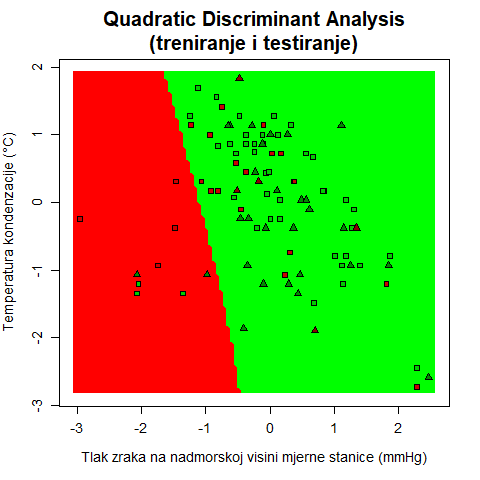 Quadratic Discriminant Analysis
(treniranje i testiranje)
2
1
0
-1
-2
-3
Temperatura kondenzacije (°C)
-3 -2 -1 0 1 2
Tlak zraka na nadmorskoj visini mjerne stanice (mmHg)